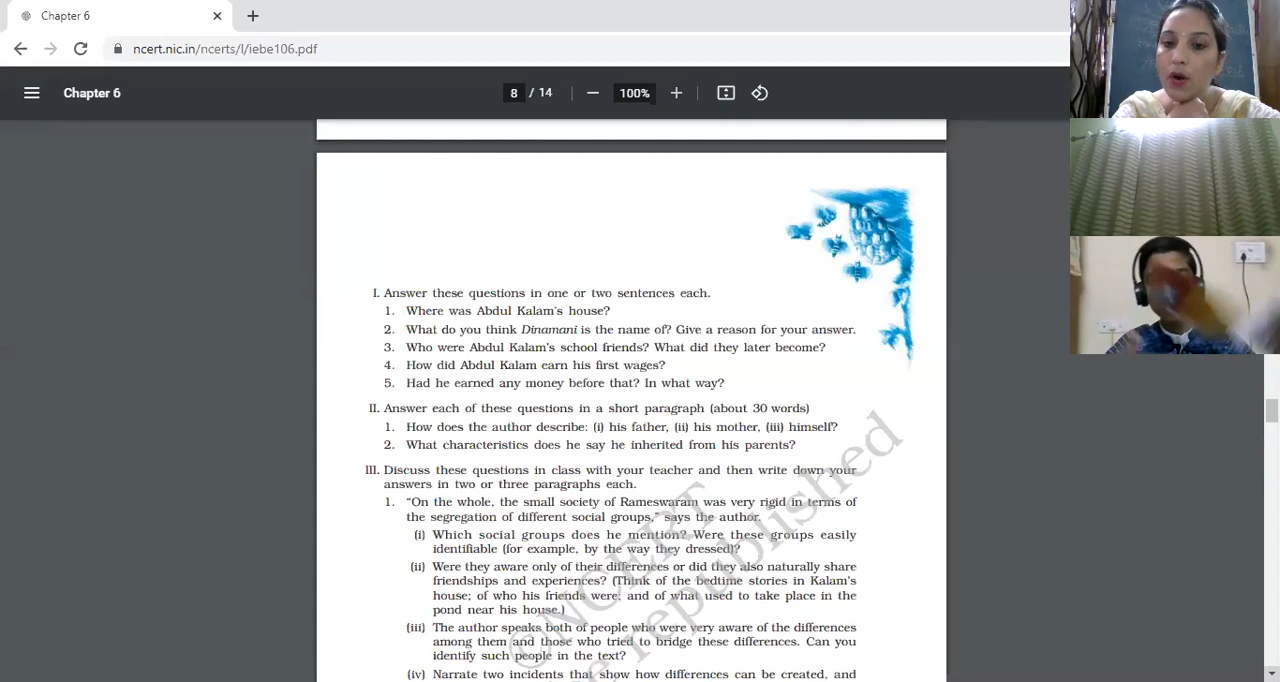 Chapter 6
ncert.nic.in/ncerts/l/iebe106.pdf
Chapter 6
8 / 14
100%
I. Answer these questions in one or two sentences each.
1. Where was Abdul Kalam's house?
2. What do you think Dinamani is the name of? Give a reason for your answer.
3. Who were Abdul Kalam's school friends? What did they later become?
4. How did Abdul Kalam earn his first wages?
5. Had he earned any money before that? In what way?
II. Answer each of these questions in a short paragraph (about 30 words)
1. How does the author describe: (i) his father, (ii) his mother, (iii) himself?
2. What characteristics does he say he inherited from his parents?
III. Discuss these questions in class with your teacher and then write down your
answers in two or three paragraphs each.
1. “On the whole, the small society of Rameswaram was very rigid in terms of
the segregation of different social groups,” says the author.
(i) Which social groups does he mention? Were these groups easily
identifiable (for example, by the way they dressed)?
(ii) Were they aware only of their differences or did they also naturally share
friendships and experiences? (Think of the bedtime stories in Kalam's
house; of who his friends were; and of what used to take place in the
pond near his house.)
(iii) The author speaks both of people who were very aware of the differences
among them and those who tried to bridge these differences. Can you
identify such people in the text?
(iv) Narrate two incidents that show how differences can be created, and
©NCERT
be republished